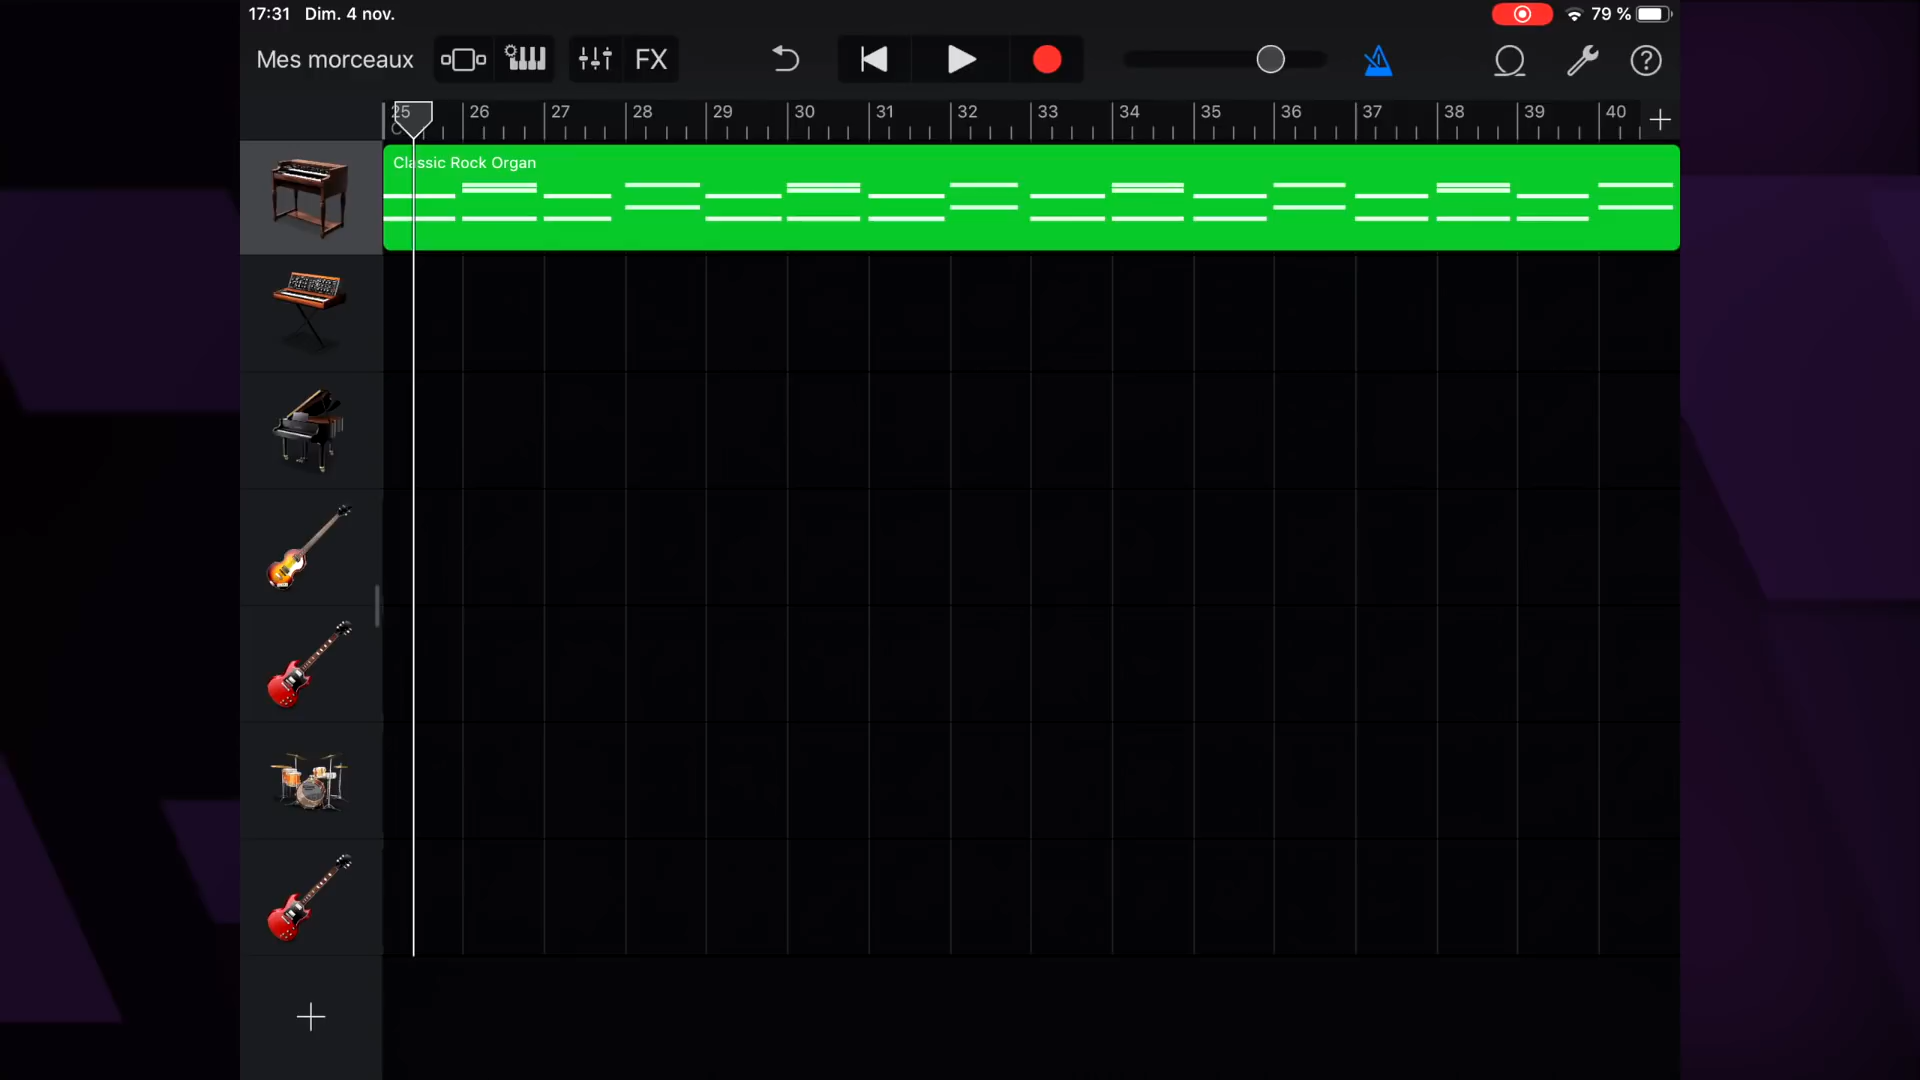 17:31 Dim. 4 nov. 79 %
Mes morceaux FX
25 26 27 28 29 30 31 32 33 34 35 36 37 38 39 40
Classic Rock Organ